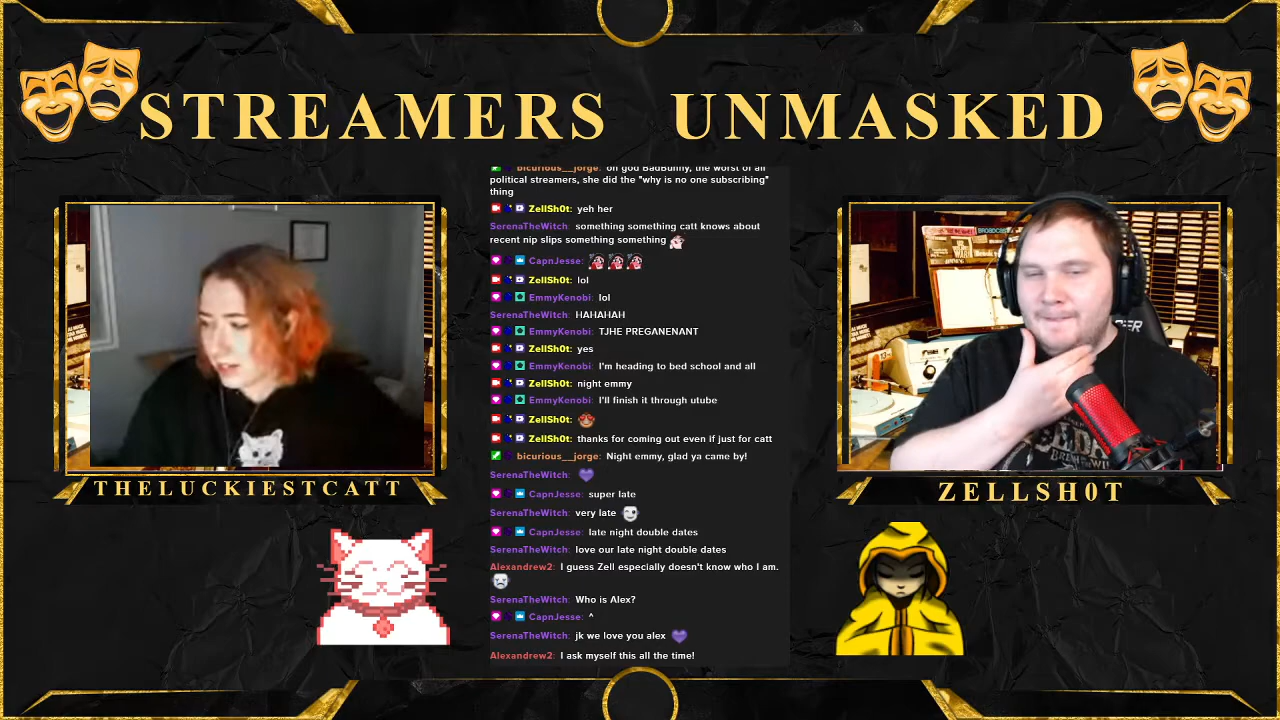 STREAMERS UNMASKED
bicurious__jorge: oh god BadBunny, the worst of all
political streamers, she did the "why is no one subscribing"
thing
ZellSh0t: yeh her
SerenaTheWitch: something something catt knows about
recent nip slips something something
CapnJesse:
ZellSh0t: lol
EmmyKenobi: lol
SerenaTheWitch: HAHAHAH
EmmyKenobi: TJHE PREGANENANT
ZellSh0t: yes
EmmyKenobi: I'm heading to bed school and all
ZellSh0t: night emmy
EmmyKenobi: I'll finish it through utube
ZellSh0t:
ZellSh0t: thanks for coming out even if just for catt
bicurious__jorge: Night emmy, glad ya came by!
SerenaTheWitch:
CapnJesse: super late
SerenaTheWitch: very late
CapnJesse: late night double dates
SerenaTheWitch: love our late night double dates
Alexandrew2: I guess Zell especially doesn't know who I am.
SerenaTheWitch: Who is Alex?
CapnJesse: ^
SerenaTheWitch: jk we love you alex
Alexandrew2: I ask myself this all the time!
THELUCKIESTCATT
ZELLSH0T